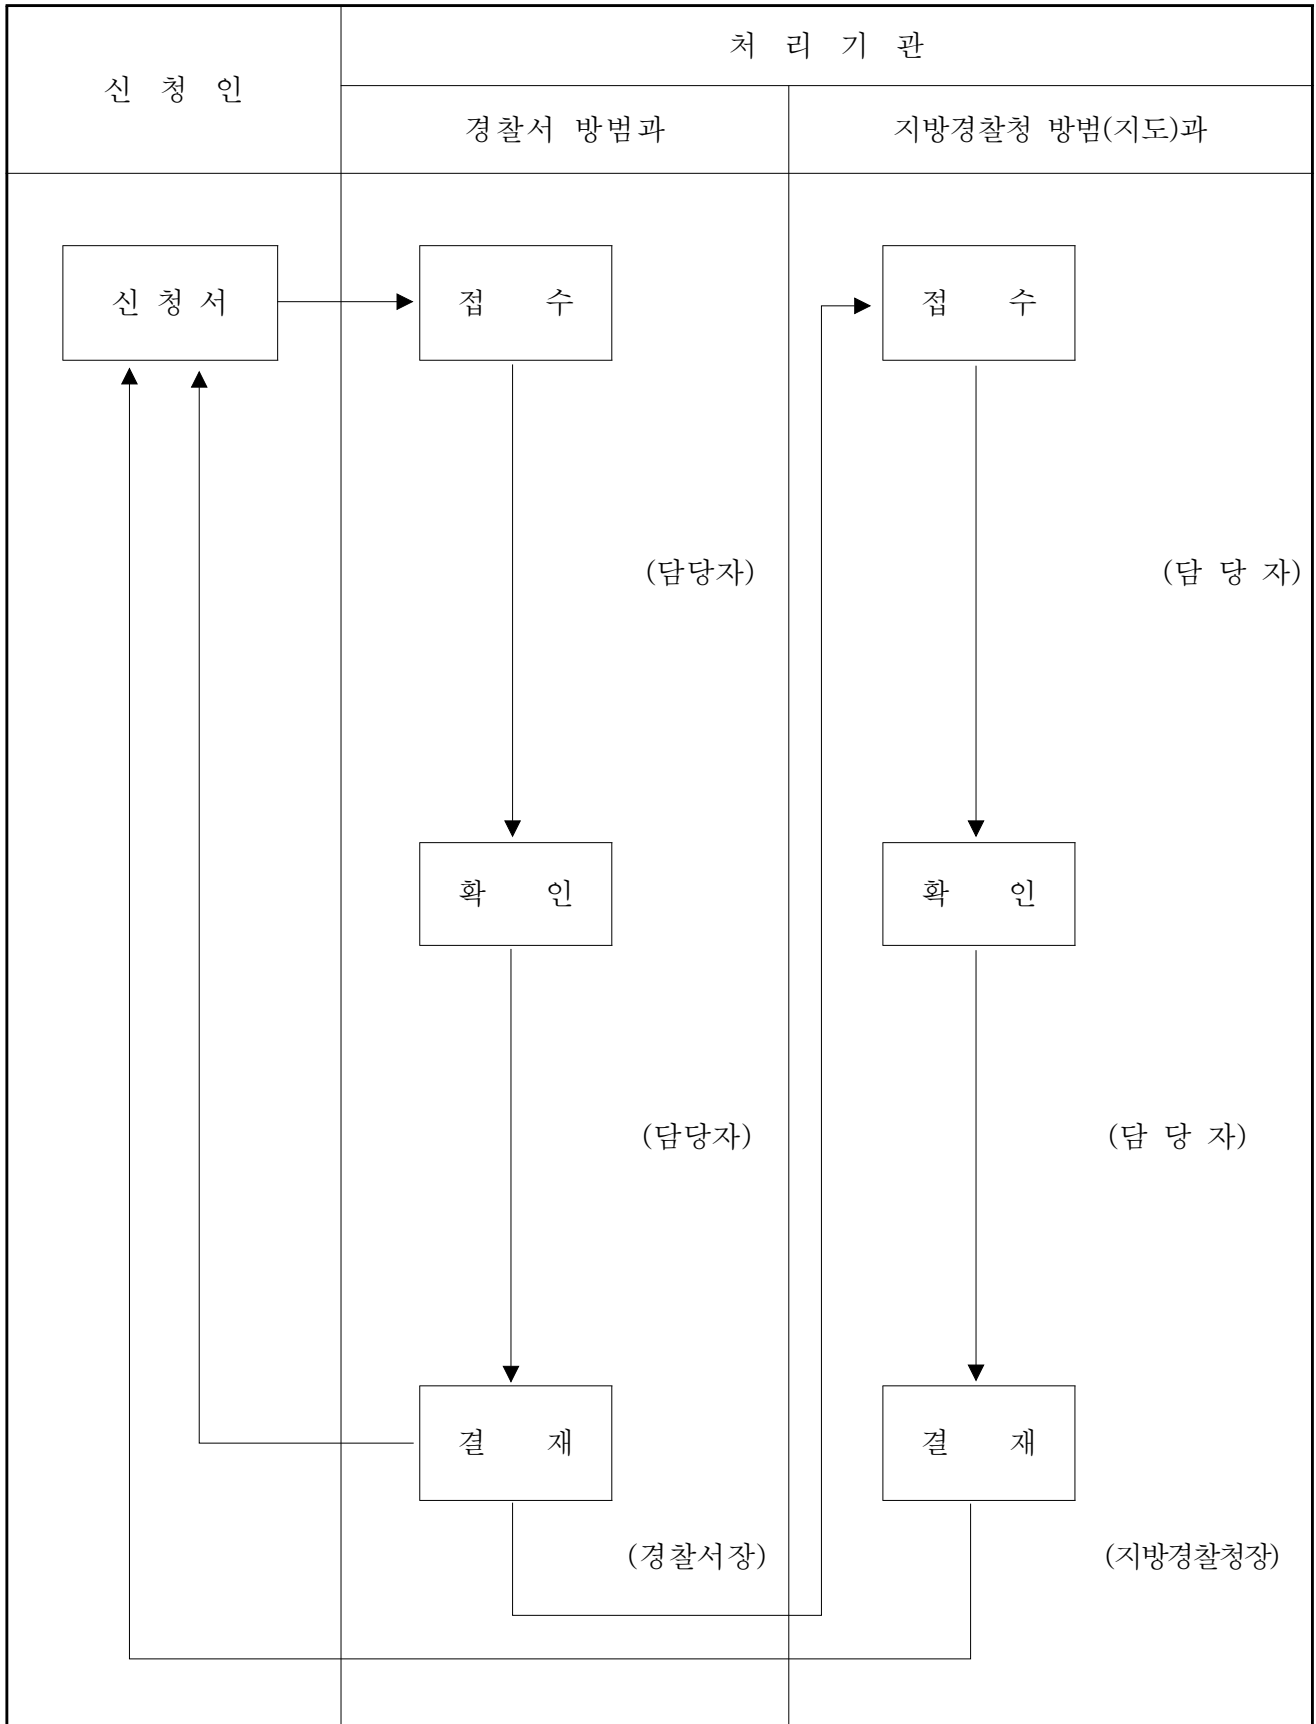 처 리 기 관
신 청 인
경찰서 방범과
지방경찰청 방범(지도)과
신 청 서
접 수
접 수
(담당자)
(담 당 자)
확 인
확 인
(담당자)
(담 당 자)
결 재
결 재
(경찰서장)
(지방경찰청장)